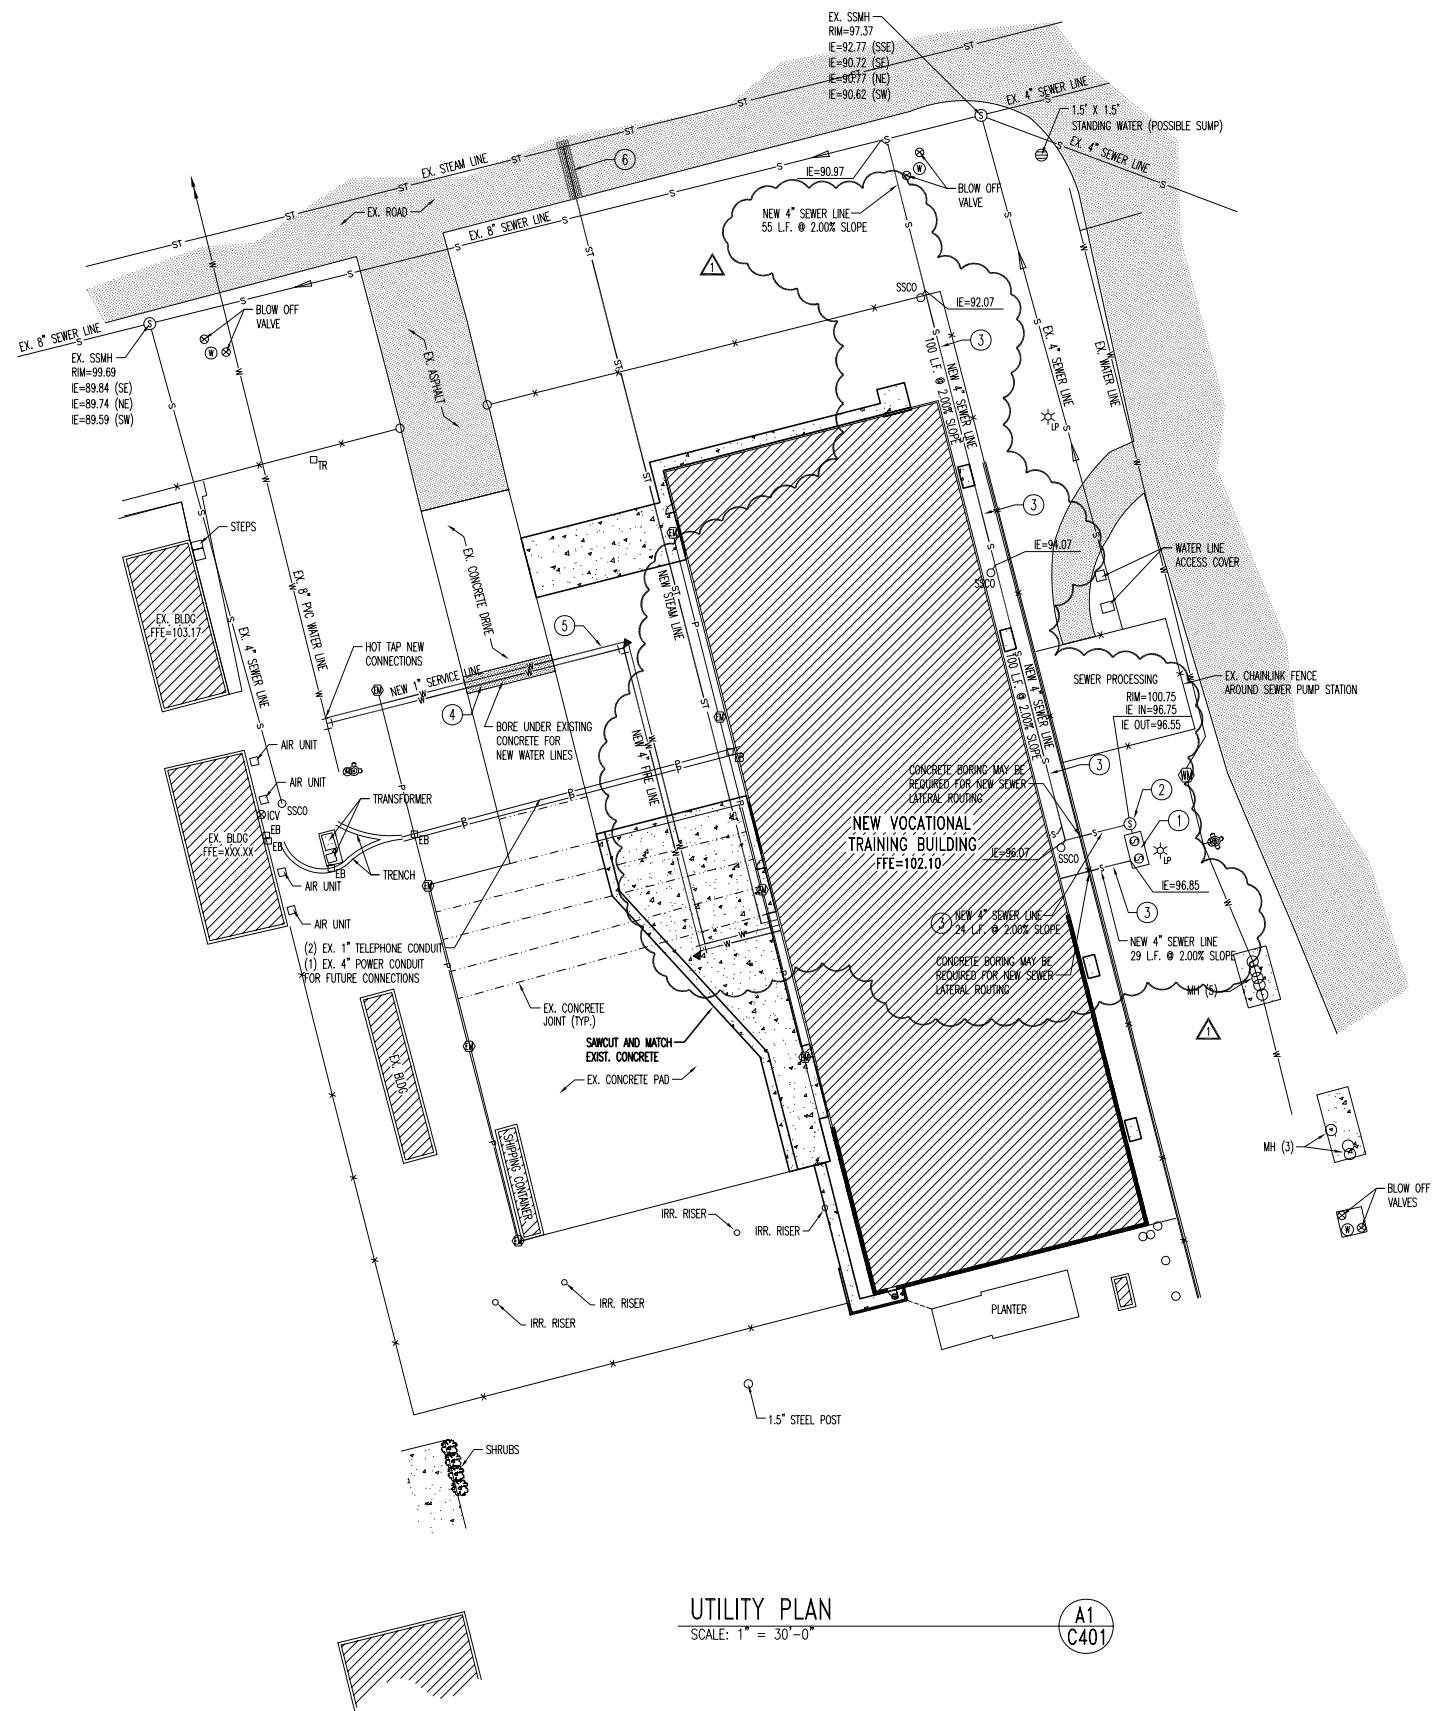 EX. SSMH
RIM=97.37
IE=92.77 (SSE)
IE=90.72 (SE)
IE=90.77 (NE)
IE=90.62 (SW)
EX. 4" SEWER LINE
1.5' X 1.5'
STANDING WATER (POSSIBLE SUMP)
EX. 4" SEWER LINE
EX. STEAM LINE
6
IE=90.97
BLOW OFF
VALVE
EX. ROAD
EX. 8" SEWER LINE
NEW 4" SEWER LINE
55 L.F. @ 2.00% SLOPE
1
SSCO
IE=92.07
BLOW OFF
VALVE
EX. 8" SEWER LINE
EX. SSMH
RIM=99.69
IE=89.84 (SE)
IE=89.74 (NE)
IE=89.59 (SW)
EX. ASPHALT
3
NEW 4" SEWER LINE
100 L.F. @ 2.00% SLOPE
EX. 4" SEWER LINE
EX. WATER LINE
LP
TR
STEPS
3
IE=94.07
SSCO
WATER LINE
ACCESS COVER
EX. CONCRETE DRIVE
NEW STEAM LINE
EX. 8" PVC WATER LINE
EX. BLDG
FFE=103.17
EX. 4" SEWER LINE
5
HOT TAP NEW
CONNECTIONS
NEW 1" SERVICE LINE
4
BORE UNDER EXISTING
CONCRETE FOR
NEW WATER LINES
NEW 4" SEWER LINE
100 L.F. @ 2.00% SLOPE
SEWER PROCESSING
RIM=100.75
IE IN=96.75
IE OUT=96.55
EX. CHAINLINK FENCE
AROUND SEWER PUMP STATION
NEW 4" FIRE LINE
AIR UNIT
AIR UNIT
SSCO
ICV
EB
EB
TRANSFORMER
EB
EB
TRENCH
EX. BLDG
FFE=XXX.XX
AIR UNIT
AIR UNIT
CONCRETE BORING MAY BE
REQUIRED FOR NEW SEWER
LATERAL ROUTING
3
WM
2
1
NEW VOCATIONAL
TRAINING BUILDING
FFE=102.10
IE=96.07
SSCO
LP
IE=96.85
3
3
NEW 4" SEWER LINE
24 L.F. @ 2.00% SLOPE
NEW 4" SEWER LINE
29 L.F. @ 2.00% SLOPE
CONCRETE BORING MAY BE
REQUIRED FOR NEW SEWER
LATERAL ROUTING
(2) EX. 1" TELEPHONE CONDUIT
(1) EX. 4" POWER CONDUIT
FOR FUTURE CONNECTIONS
MH (5)
1
EX. CONCRETE
JOINT (TYP.)
SAWCUT AND MATCH
EXIST. CONCRETE
EX. CONCRETE PAD
EX. BLDG
SHIPPING CONTAINER
MH (3)
BLOW OFF
VALVES
IRR. RISER
IRR. RISER
IRR. RISER
IRR. RISER
PLANTER
1.5" STEEL POST
SHRUBS
UTILITY PLAN
SCALE: 1" = 30'-0"
A1
C401